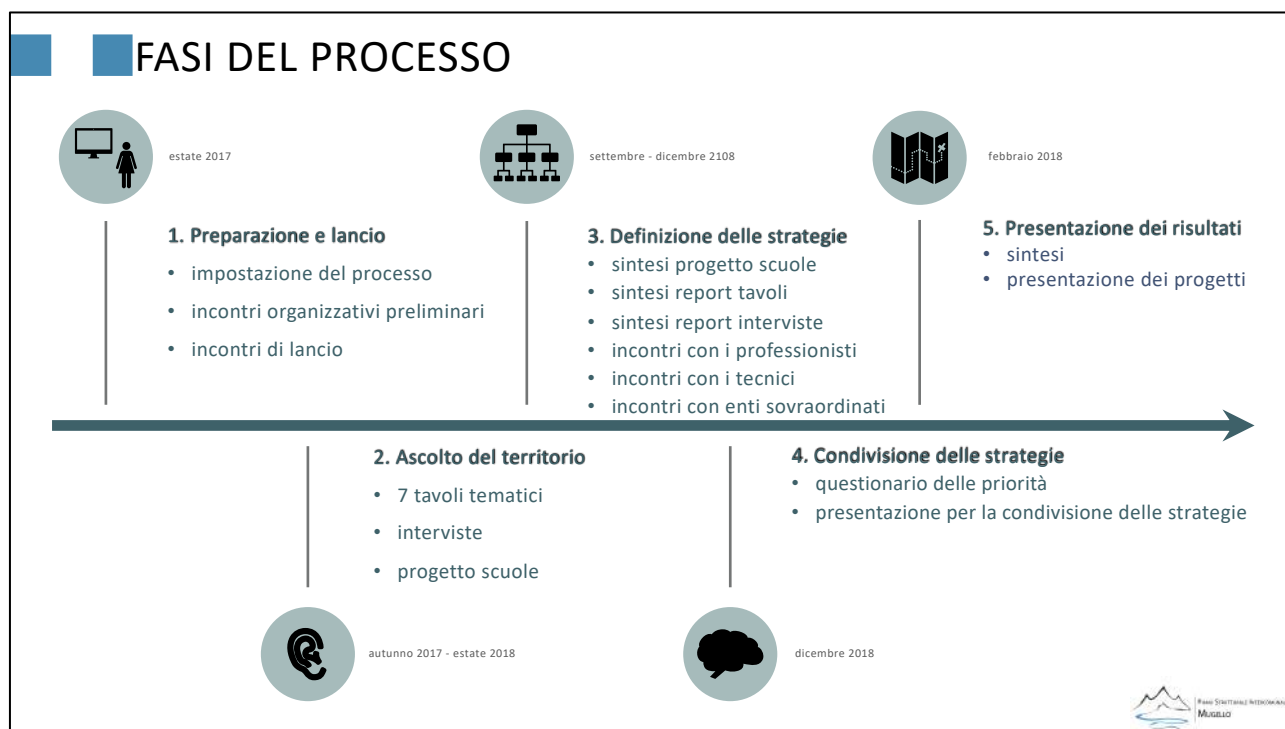 FASI DEL PROCESSO
estate 2017
1. Preparazione e lancio
• impostazione del processo
• incontri organizzativi preliminari
• incontri di lancio
autunno 2017 - estate 2018
2. Ascolto del territorio
• 7 tavoli tematici
• interviste
• progetto scuole
settembre - dicembre 2108
3. Definizione delle strategie
• sintesi progetto scuole
• sintesi report tavoli
• sintesi report interviste
• incontri con i professionisti
• incontri con i tecnici
• incontri con enti sovraordinati
dicembre 2018
4. Condivisione delle strategie
• questionario delle priorità
• presentazione per la condivisione delle strategie
febbraio 2018
5. Presentazione dei risultati
• sintesi
• presentazione dei progetti
MUGELLO